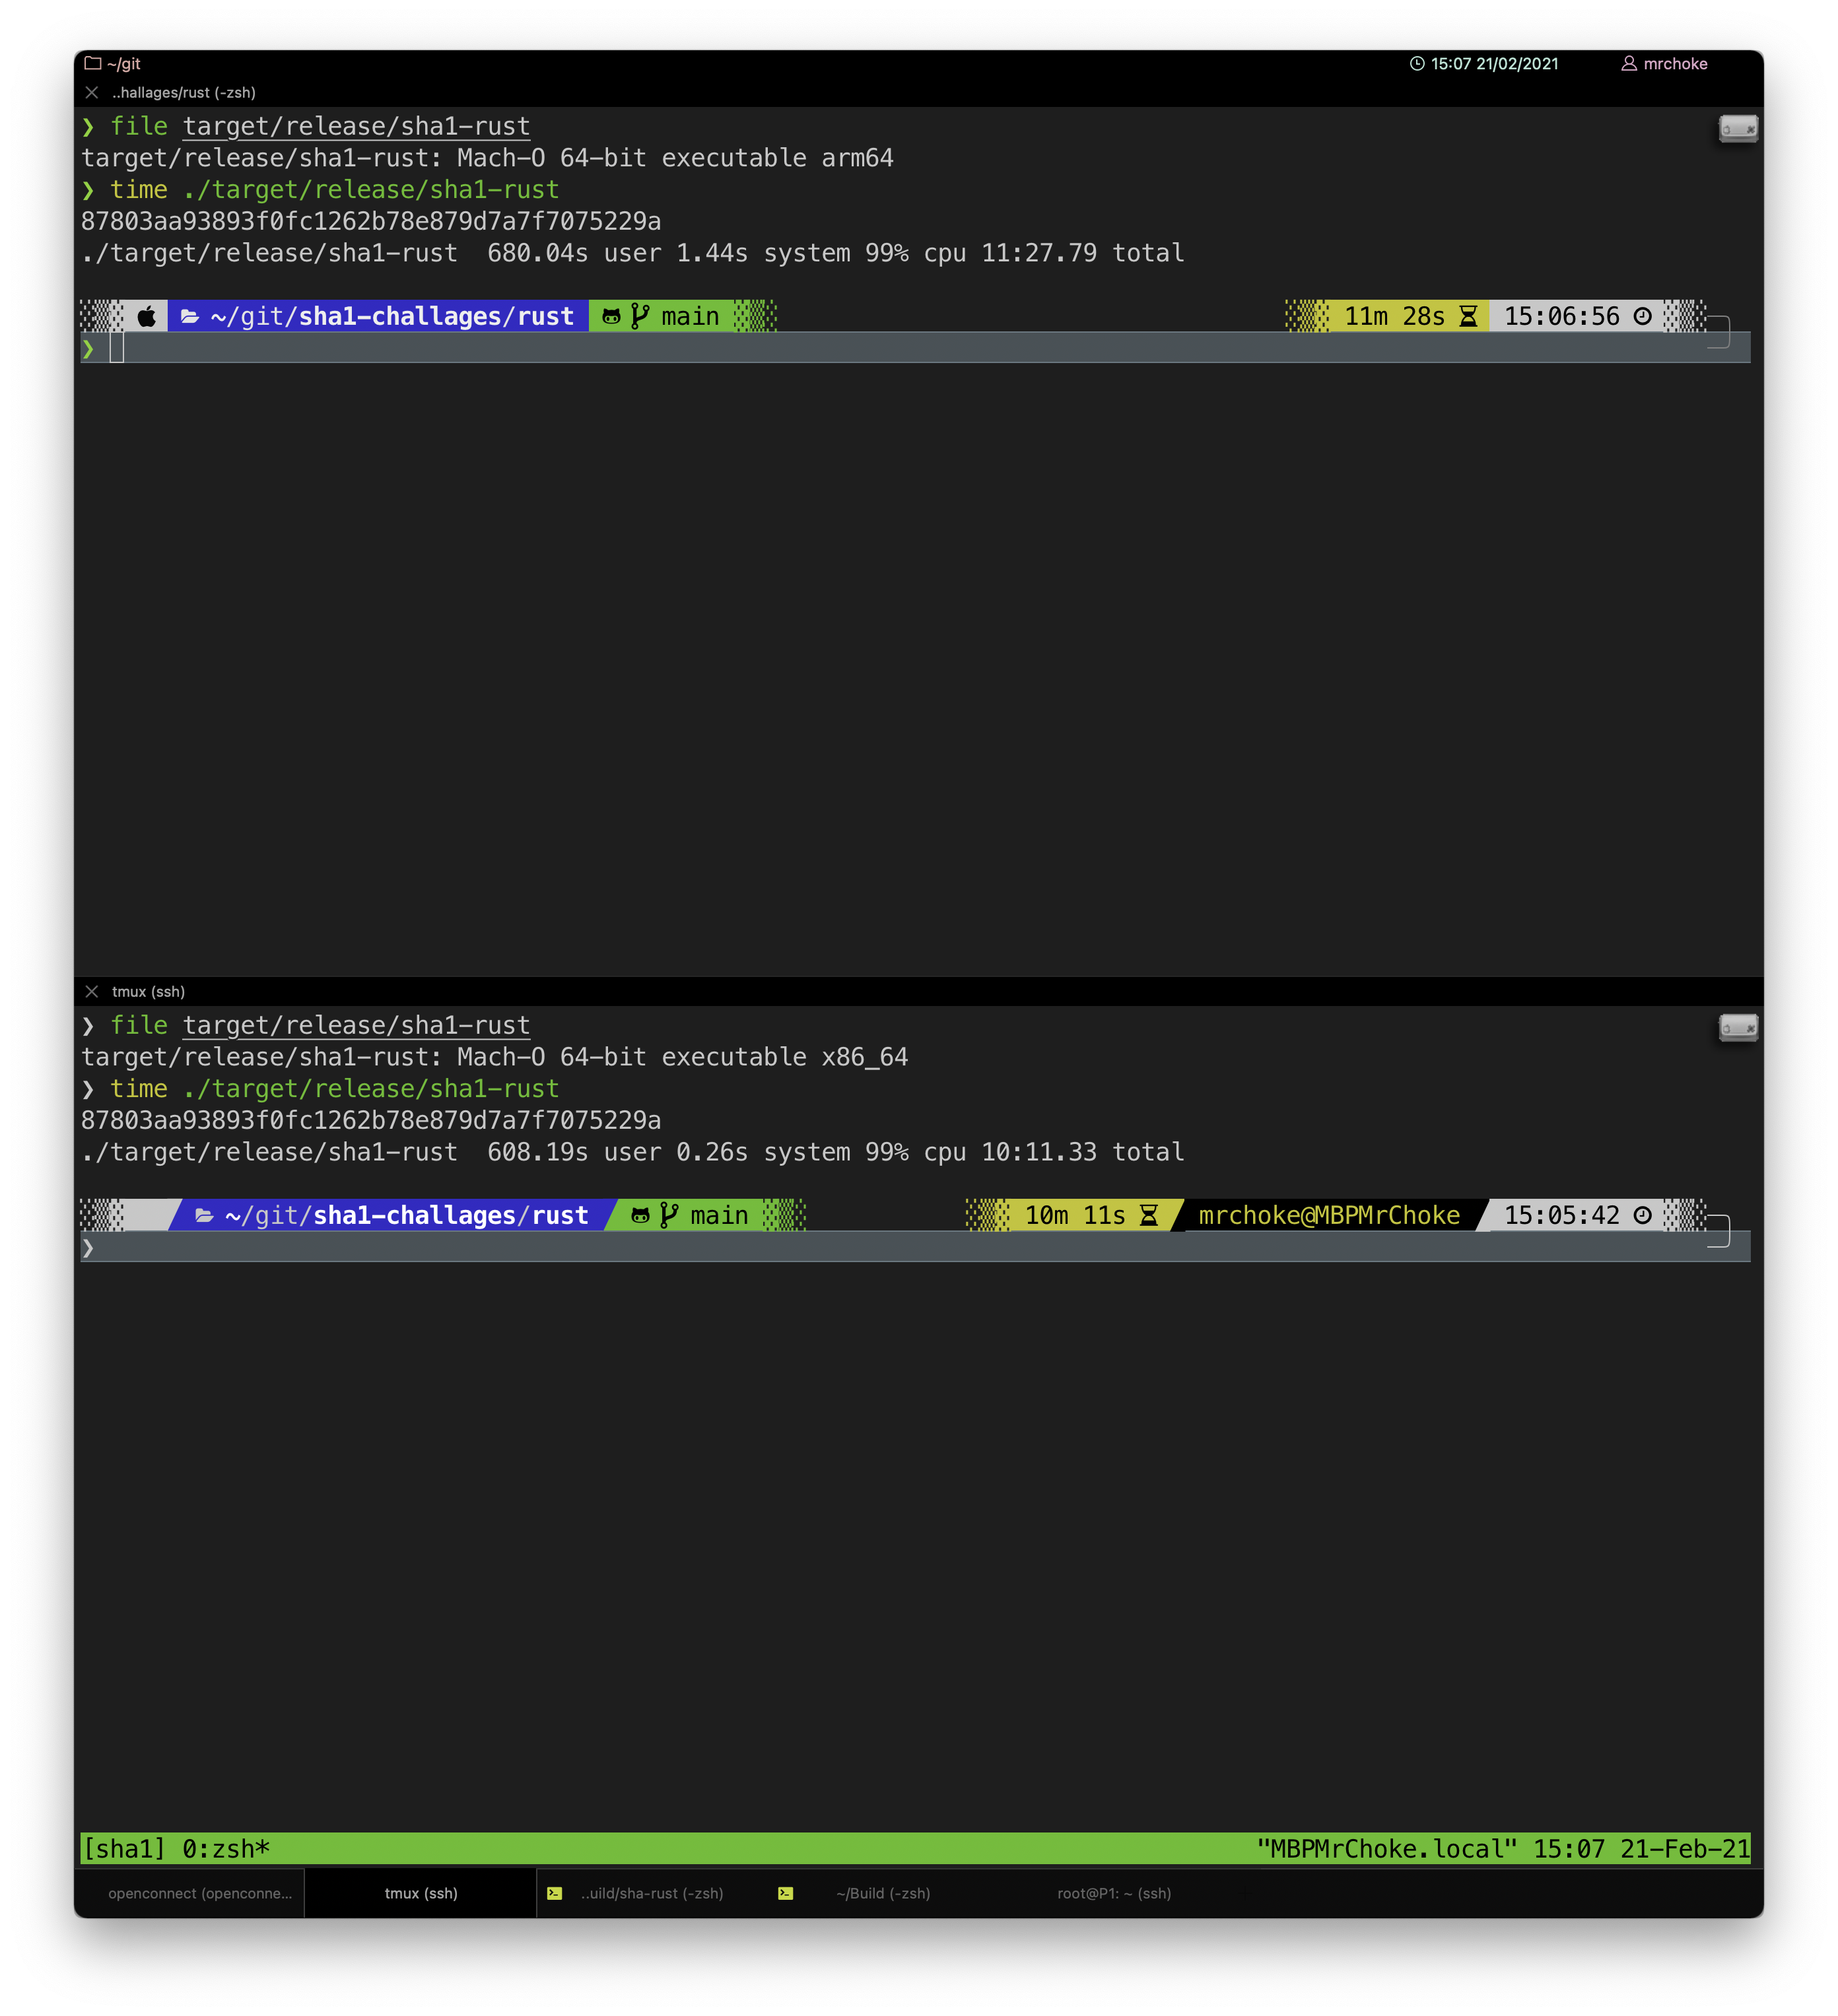 ~/git 15:07 21/02/2021 mrchoke
..hallages/rust (-zsh)
❯ file target/release/sha1-rust
target/release/sha1-rust: Mach-O 64-bit executable arm64
❯ time ./target/release/sha1-rust
87803aa93893f0fc1262b78e879d7a7f7075229a
./target/release/sha1-rust  680.04s user 1.44s system 99% cpu 11:27.79 total
~/git/sha1-challages/rust main 11m 28s 15:06:56
❯
tmux (ssh)
❯ file target/release/sha1-rust
target/release/sha1-rust: Mach-O 64-bit executable x86_64
❯ time ./target/release/sha1-rust
87803aa93893f0fc1262b78e879d7a7f7075229a
./target/release/sha1-rust  608.19s user 0.26s system 99% cpu 10:11.33 total
~/git/sha1-challages/rust main 10m 11s mrchoke@MBPMrChoke 15:05:42
❯
[sha1] 0:zsh* "MBPMrChoke.local" 15:07 21-Feb-21
openconnect (openconne... tmux (ssh) ..uild/sha-rust (-zsh) ~/Build (-zsh) root@P1: ~ (ssh)